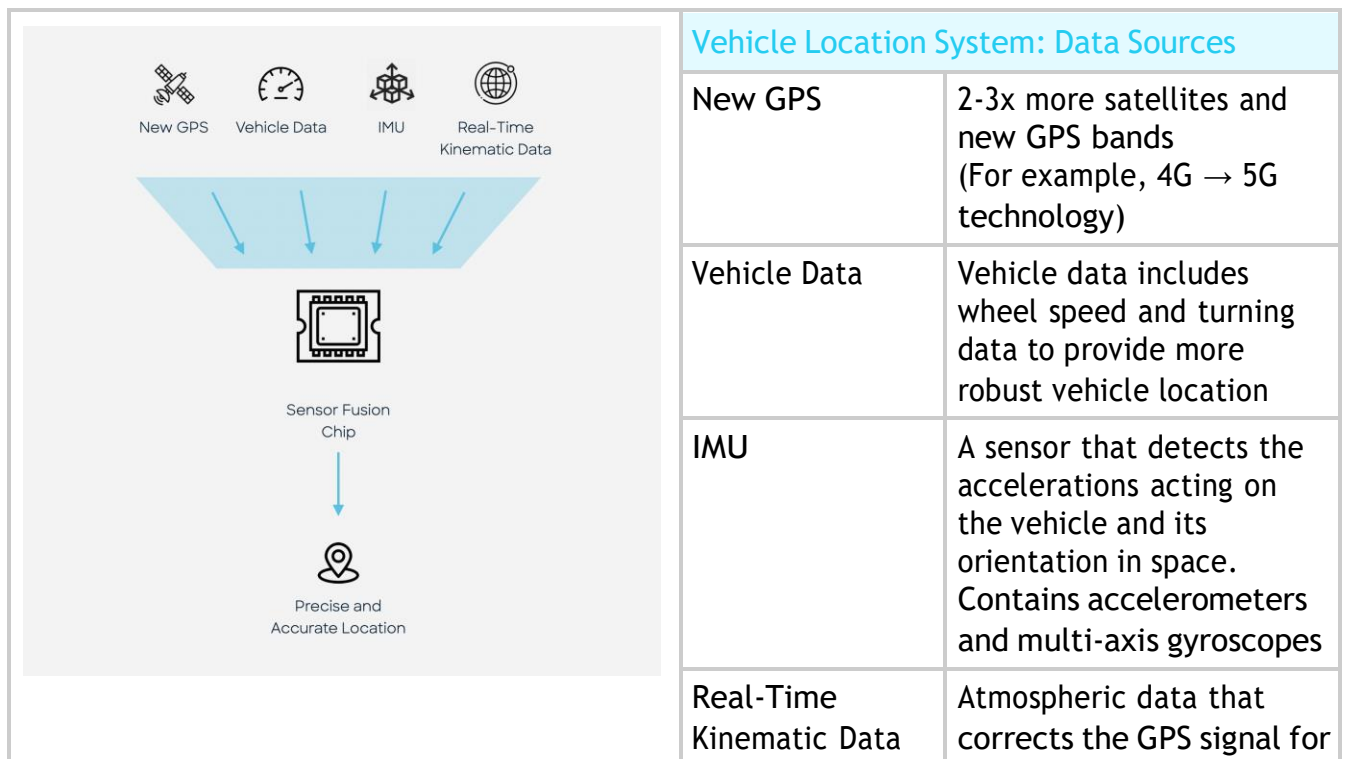 New GPS
Vehicle Data
IMU
Real-Time
Kinematic Data
Sensor Fusion
Chip
Precise and
Accurate Location
Vehicle Location System: Data Sources
New GPS
2-3x more satellites and
new GPS bands
(For example, 4G → 5G
technology)
Vehicle Data
Vehicle data includes
wheel speed and turning
data to provide more
robust vehicle location
IMU
A sensor that detects the
accelerations acting on
the vehicle and its
orientation in space.
Contains accelerometers
and multi-axis gyroscopes
Real-Time
Kinematic Data
Atmospheric data that
corrects the GPS signal for